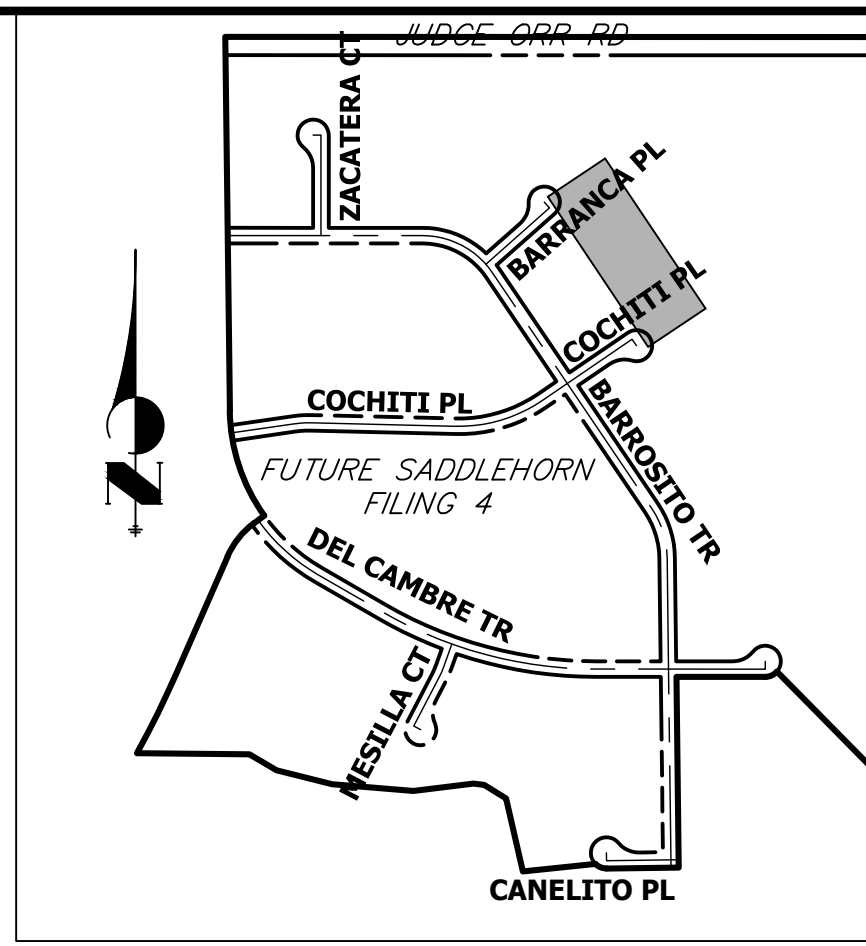 JUDGE ORR RD
ZACATERA CT
BARRANCA PL
COCHITI PL
COCHITI PL
BARROSITO TR
FUTURE SADDLEHORN
FILING 4
N
DEL CAMBRE TR
MESILLA CT
CANELITO PL